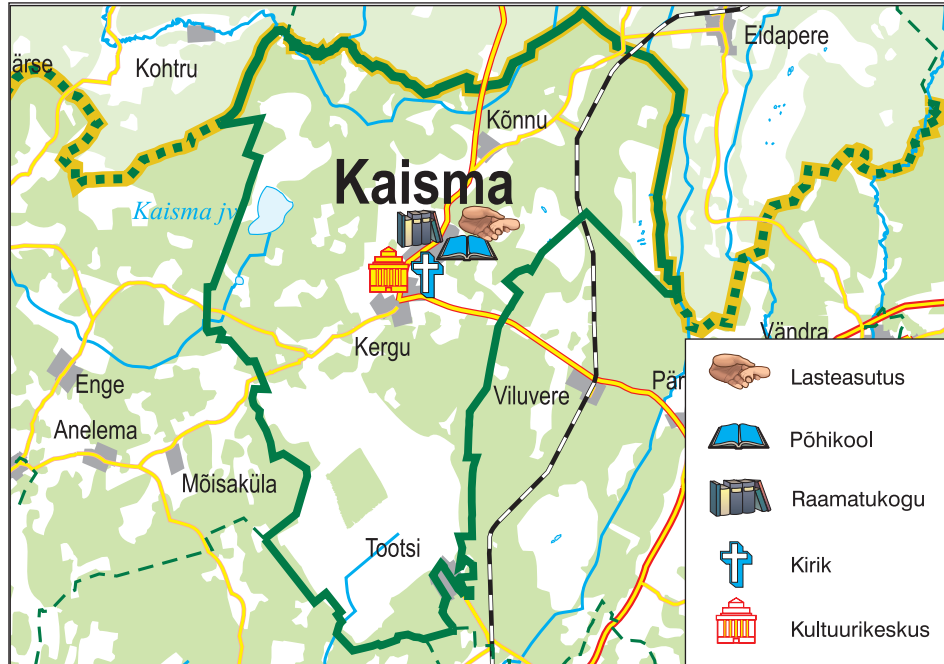 Eidapere
ärse
Kohtru
Kõnnu
Kaisma
Kaisma jv
Vändra
Kergu
Enge
Viluvere
Pär
Anelema
Mõisaküla
Tootsi
Lasteasutus
Põhikool
Raamatukogu
Kirik
Kultuurikeskus